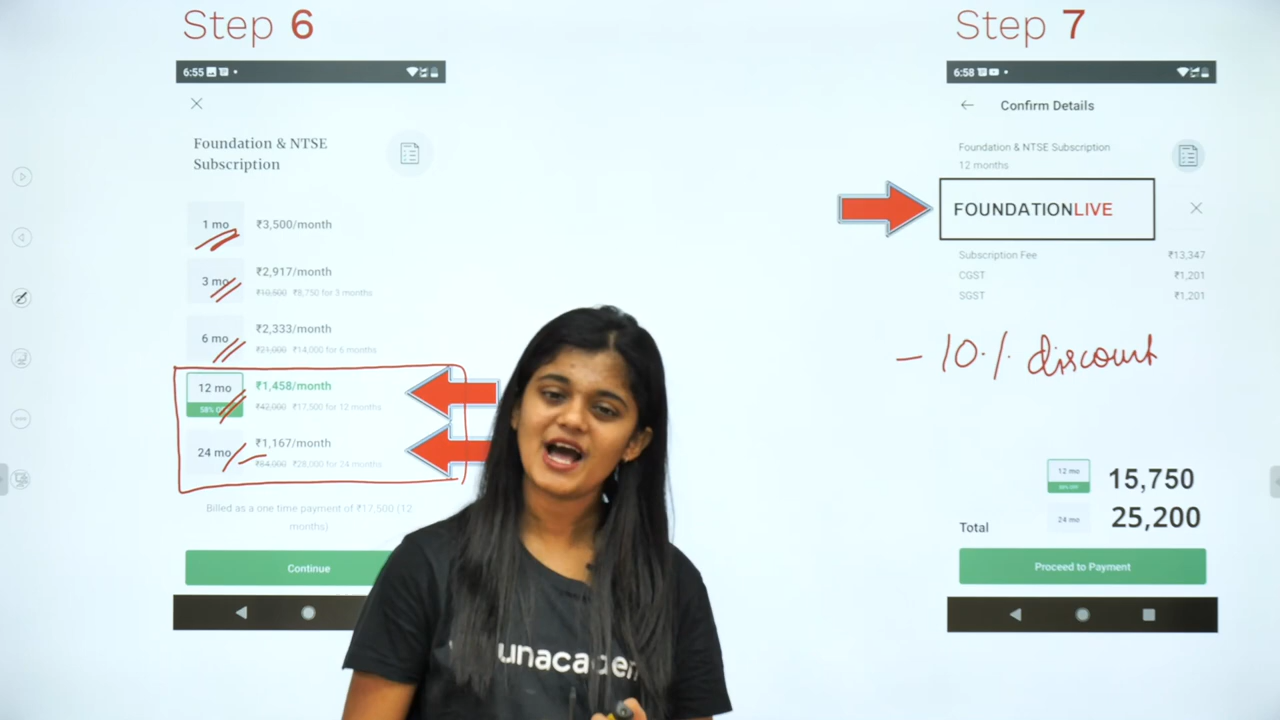 Step 6
6:55
Foundation & NTSE
Subscription
1 mo
₹3,500/month
3 mo
₹2,917/month
₹10,500 ₹8,750 for 3 months
6 mo
₹2,333/month
₹21,000 ₹14,000 for 6 months
12 mo
₹1,458/month
58%
₹42,000 ₹17,500 for 12 months
24 mo
₹1,167/month
₹84,000 ₹28,000 for 24 months
Billed as a one time payment of ₹17,500 (12
months)
Continue
unacadem
Step 7
6:58
Confirm Details
Foundation & NTSE Subscription
12 months
FOUNDATIONLIVE
Subscription Fee ₹13,347
CGST ₹1,201
SGST ₹1,201
- 10% discount
12 mo
15,750
24 mo
25,200
Total
Proceed to Payment